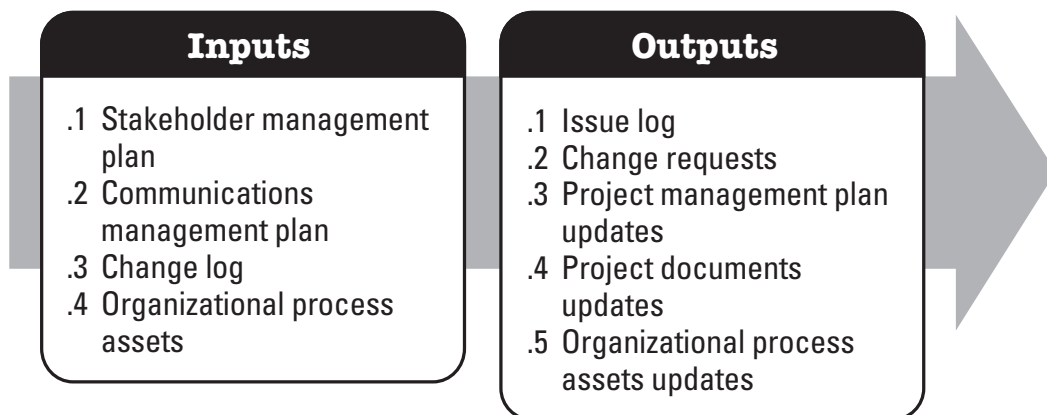 Inputs
.1 Stakeholder management
plan
.2 Communications
management plan
.3 Change log
.4 Organizational process
assets
Outputs
.1 Issue log
.2 Change requests
.3 Project management plan
updates
.4 Project documents
updates
.5 Organizational process
assets updates